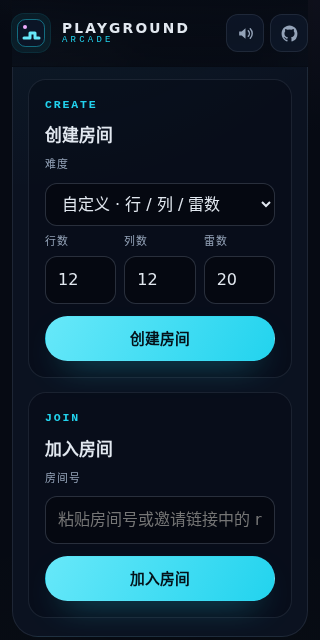 PLAYGROUND
ARCADE
CREATE
创建房间
难度
自定义 · 行 / 列 / 雷数
行数 列数 雷数
12 12 20
创建房间
JOIN
加入房间
房间号
粘贴房间号或邀请链接中的 r
加入房间